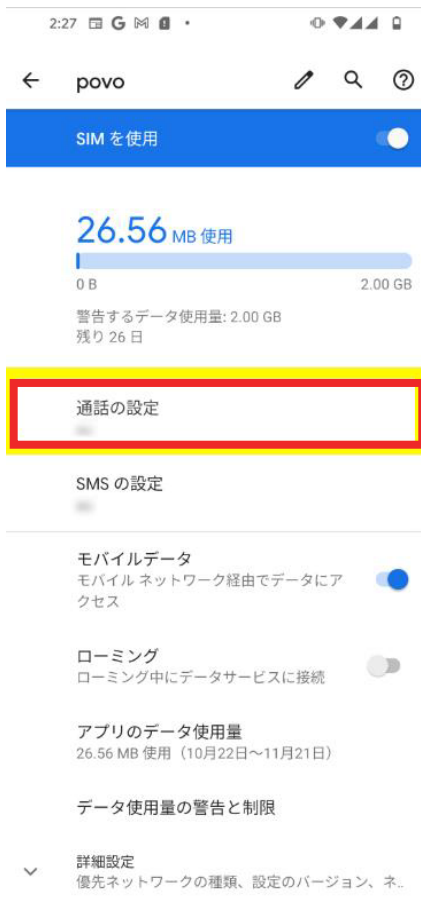 2:27
povo
SIM を使用
26.56 MB 使用
0 B 2.00 GB
警告するデータ使用量: 2.00 GB
残り 26 日
通話の設定
SMS の設定
モバイルデータ
モバイル ネットワーク経由でデータにア
クセス
ローミング
ローミング中にデータサービスに接続
アプリのデータ使用量
26.56 MB 使用（10月22日～11月21日）
データ使用量の警告と制限
詳細設定
優先ネットワークの種類、設定のバージョン、ネ..